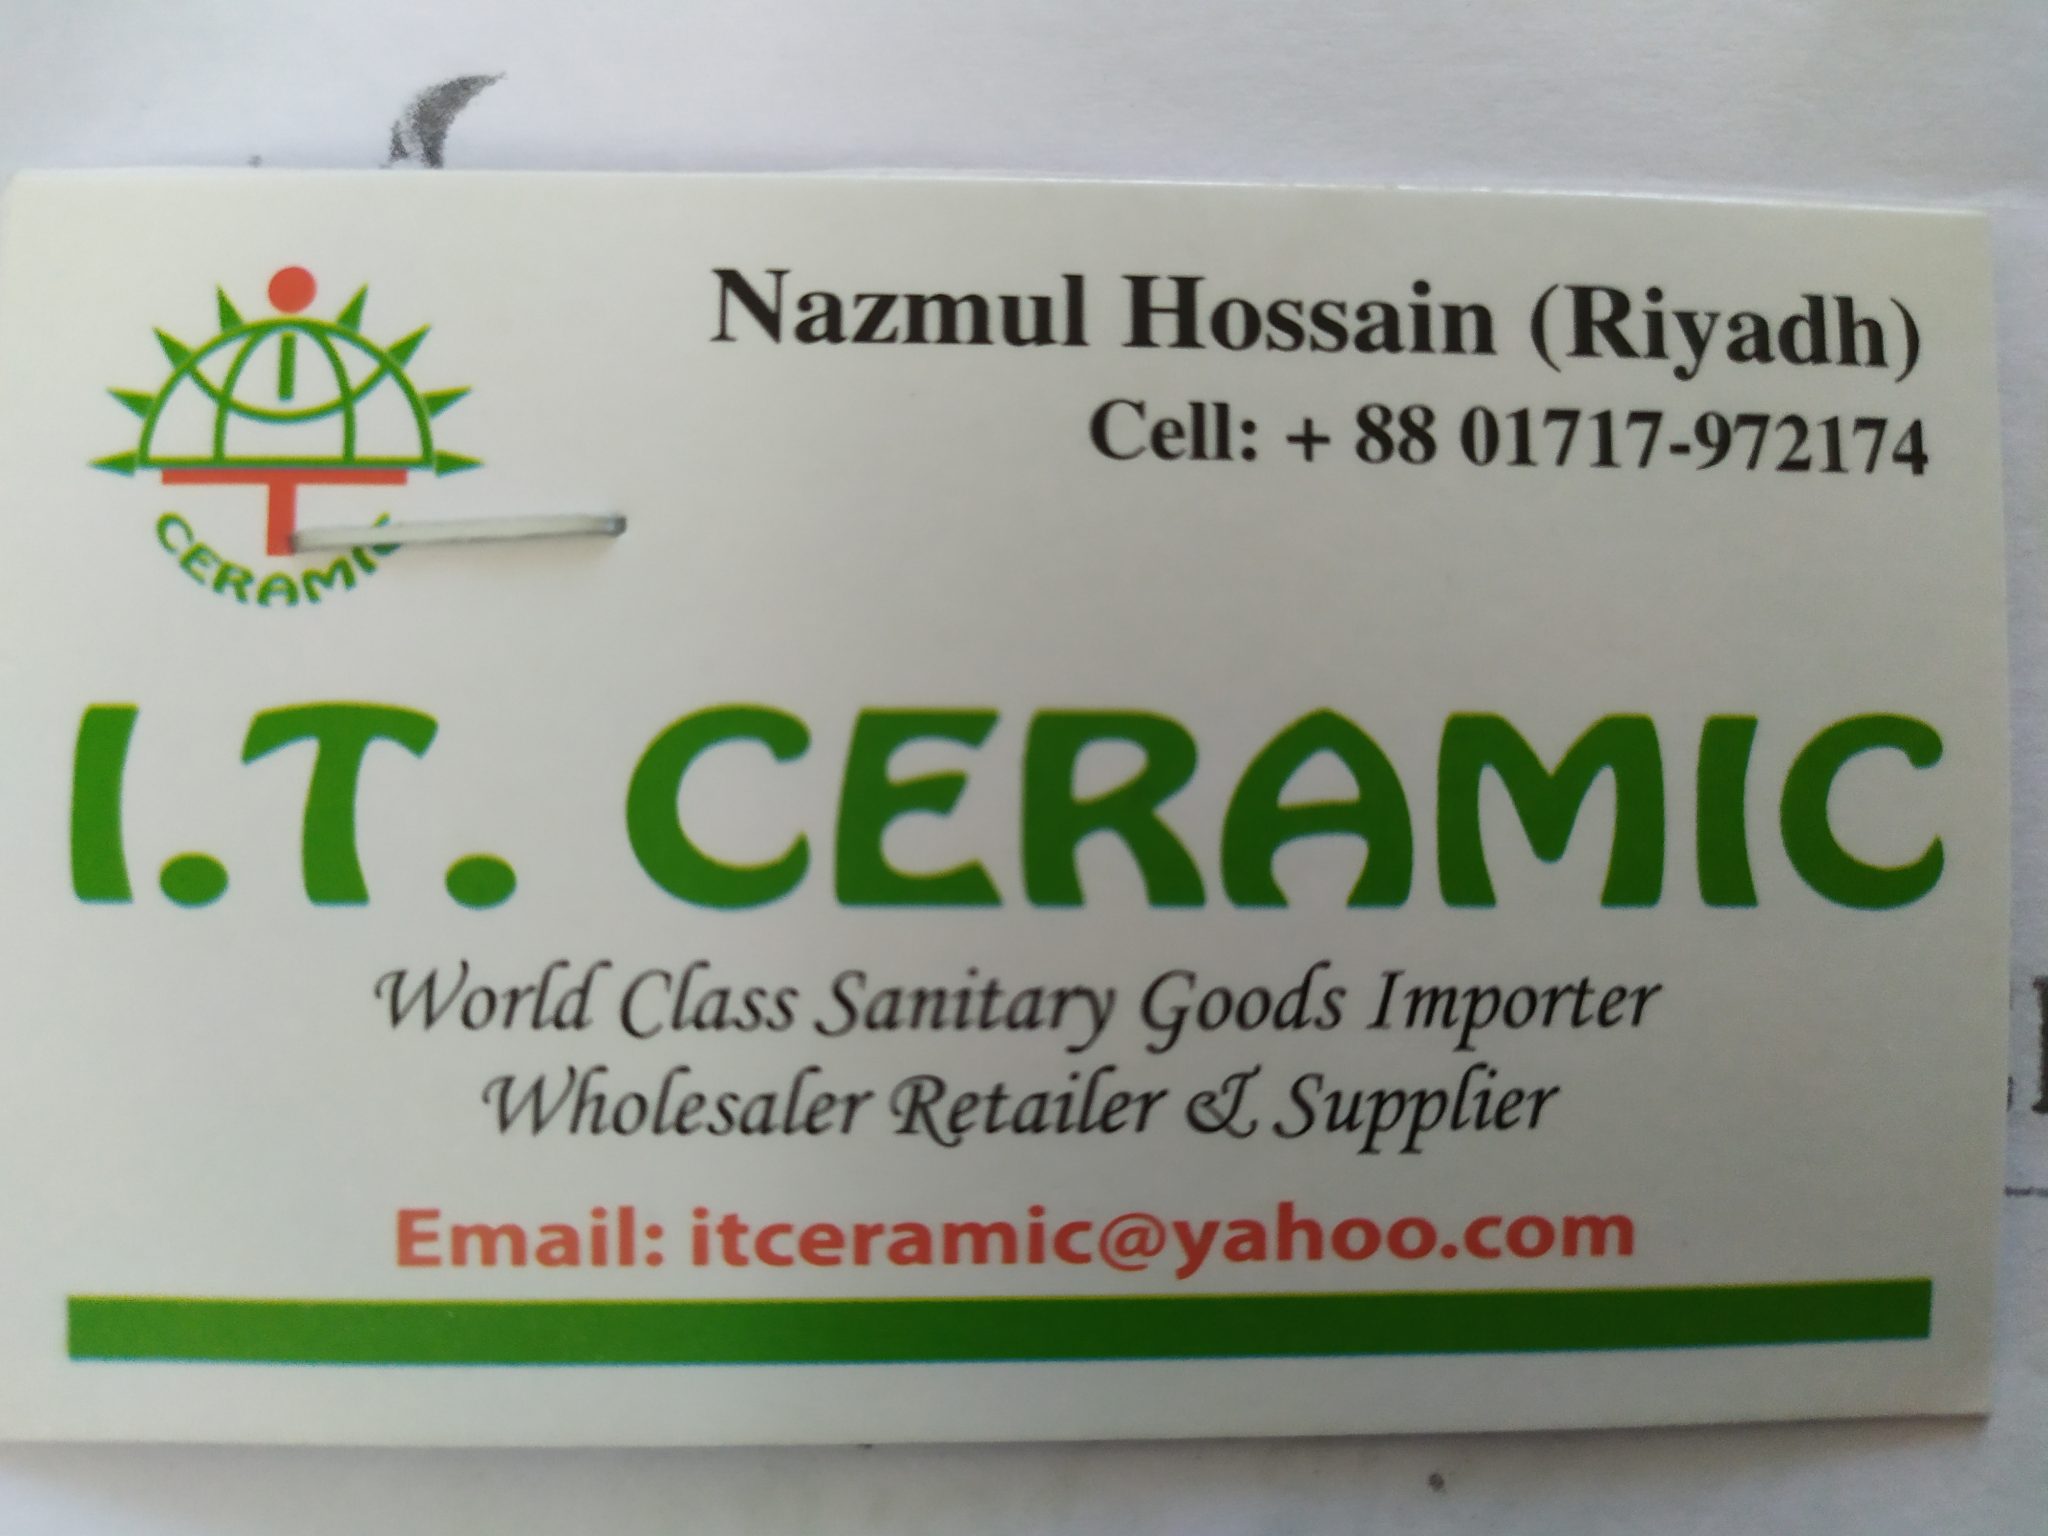 Nazmul Hossain (Riyadh)
Cell: + 88 01717-972174
CERAMIC
I.T. CERAMIC
World Class Sanitary Goods Importer
Wholesaler Retailer & Supplier
Email: itceramic@yahoo.com